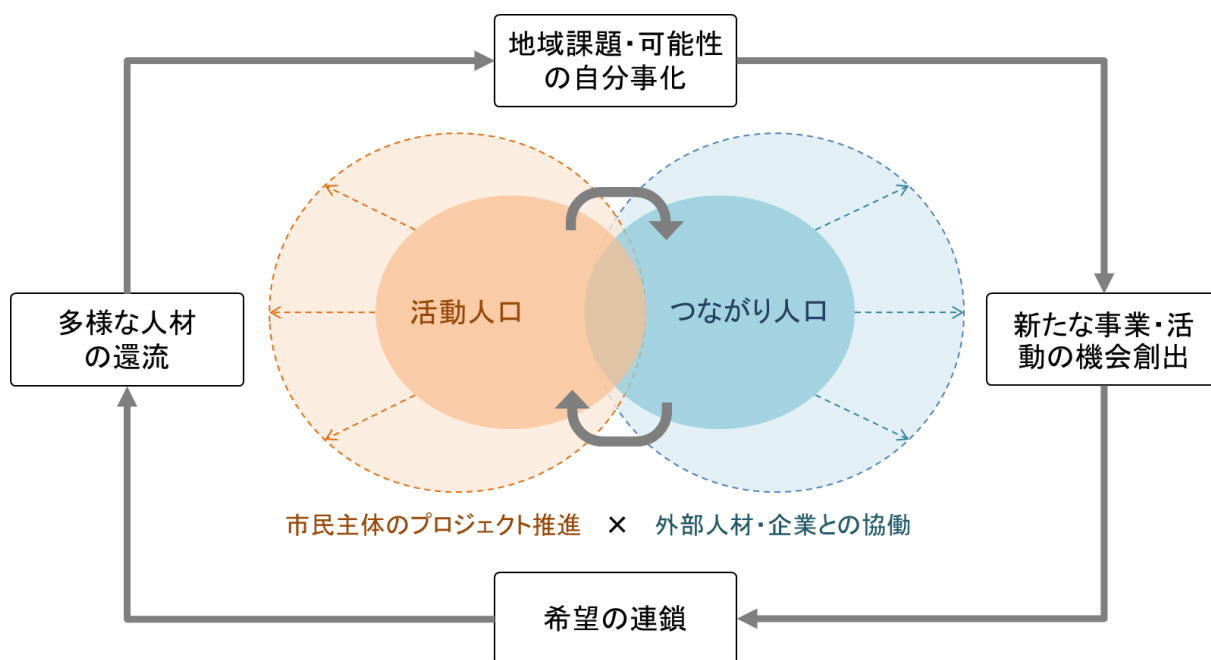 地域課題・可能性
の自分事化
活動人口
つながり人口
多様な人材
の還流
新たな事業・活
動の機会創出
市民主体のプロジェクト推進 × 外部人材・企業との協働
希望の連鎖